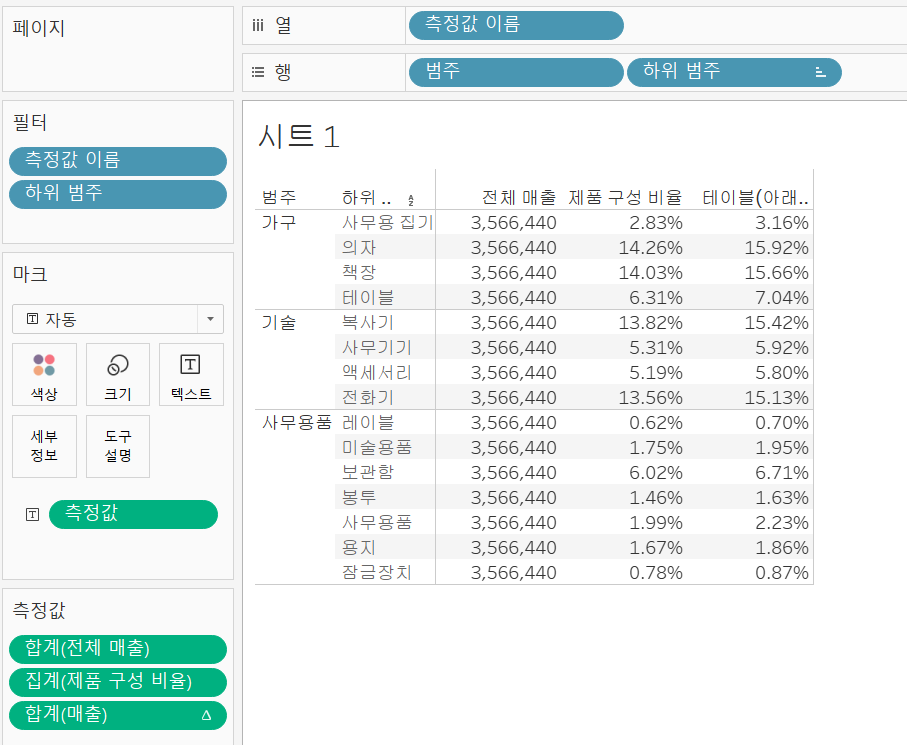 페이지
열
측정값 이름
행
범주 하위 범주
필터
측정값 이름
하위 범주
마크
자동
색상 크기 텍스트
세부 정보 도구 설명
측정값
측정값
합계(전체 매출)
집계(제품 구성 비율)
합계(매출)
시트 1
범주 하위 .. 전체 매출 제품 구성 비율 테이블(아래..
가구 사무용 집기 3,566,440 2.83% 3.16%
의자 3,566,440 14.26% 15.92%
책장 3,566,440 14.03% 15.66%
테이블 3,566,440 6.31% 7.04%
기술 복사기 3,566,440 13.82% 15.42%
사무기기 3,566,440 5.31% 5.92%
액세서리 3,566,440 5.19% 5.80%
전화기 3,566,440 13.56% 15.13%
사무용품 레이블 3,566,440 0.62% 0.70%
미술용품 3,566,440 1.75% 1.95%
보관함 3,566,440 6.02% 6.71%
봉투 3,566,440 1.46% 1.63%
사무용품 3,566,440 1.99% 2.23%
용지 3,566,440 1.67% 1.86%
잠금장치 3,566,440 0.78% 0.87%